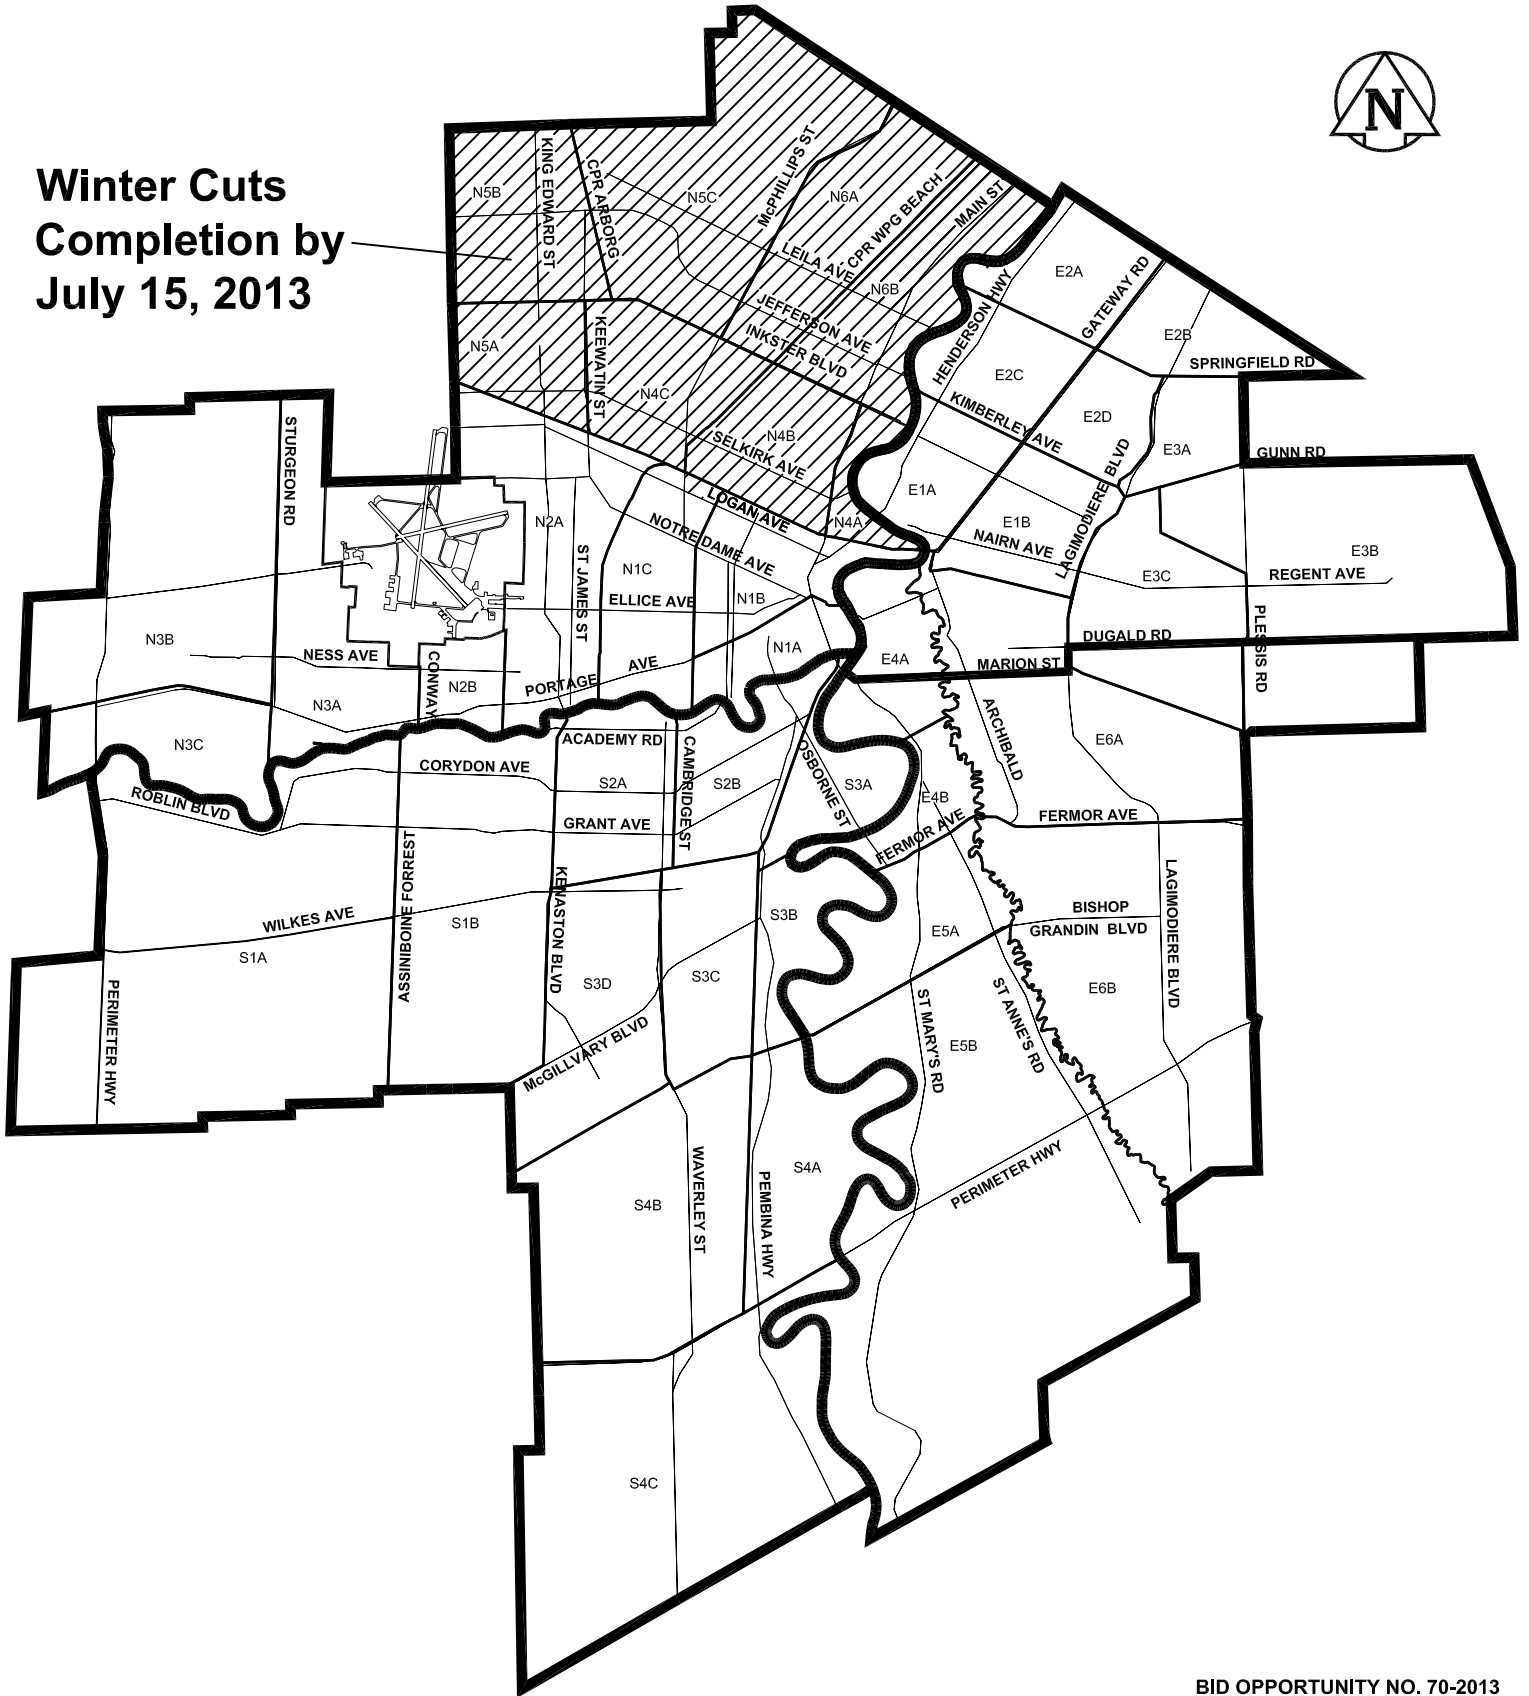 N
Winter Cuts
Completion by
July 15, 2013
N5B
KING EDWARD ST
CPR ARBORG
N5C
McPHILLIPS ST
N6A
CPR WPG BEACH
MAIN ST
LEILA AVE
N6B
JEFFERSON AVE
INKSTER BLVD
N5A
KEEWATIN ST
N4C
N4B
SELKIRK AVE
LOGAN AVE
N4A
E2A
HENDERSON HWY
GATEWAY RD
E2B
SPRINGFIELD RD
E2C
KIMBERLEY AVE
E2D
E3A
GUNN RD
LAGIMODIERE BLVD
E1A
E1B
NAIRN AVE
E3C
E3B
REGENT AVE
STURGEON RD
N2A
NOTRE DAME AVE
ST JAMES ST
N1C
N1B
ELLICE AVE
N3B
NESS AVE
CONWAY
N2B
PORTAGE
AVE
N1A
E4A
MARION ST
DUGALD RD
PLESSIS RD
N3A
N3C
ARCHIBALD
E6A
ACADEMY RD
CAMBRIDGE ST
CORYDON AVE
S2A
S2B
OSBORNE ST
S3A
E4B
ROBLIN BLVD
GRANT AVE
FERMOR AVE
FERMOR AVE
ASSINIBOINE FORREST
KENASTON BLVD
LAGIMODIERE BLVD
WILKES AVE
S1B
S3B
BISHOP
GRANDIN BLVD
E5A
S1A
S3D
S3C
E6B
PERIMETER HWY
McGILLVARY BLVD
ST MARY'S RD
ST ANNE'S RD
E5B
WAVERLEY ST
PEMBINA HWY
S4A
PERIMETER HWY
S4B
S4C
BID OPPORTUNITY NO. 70-2013